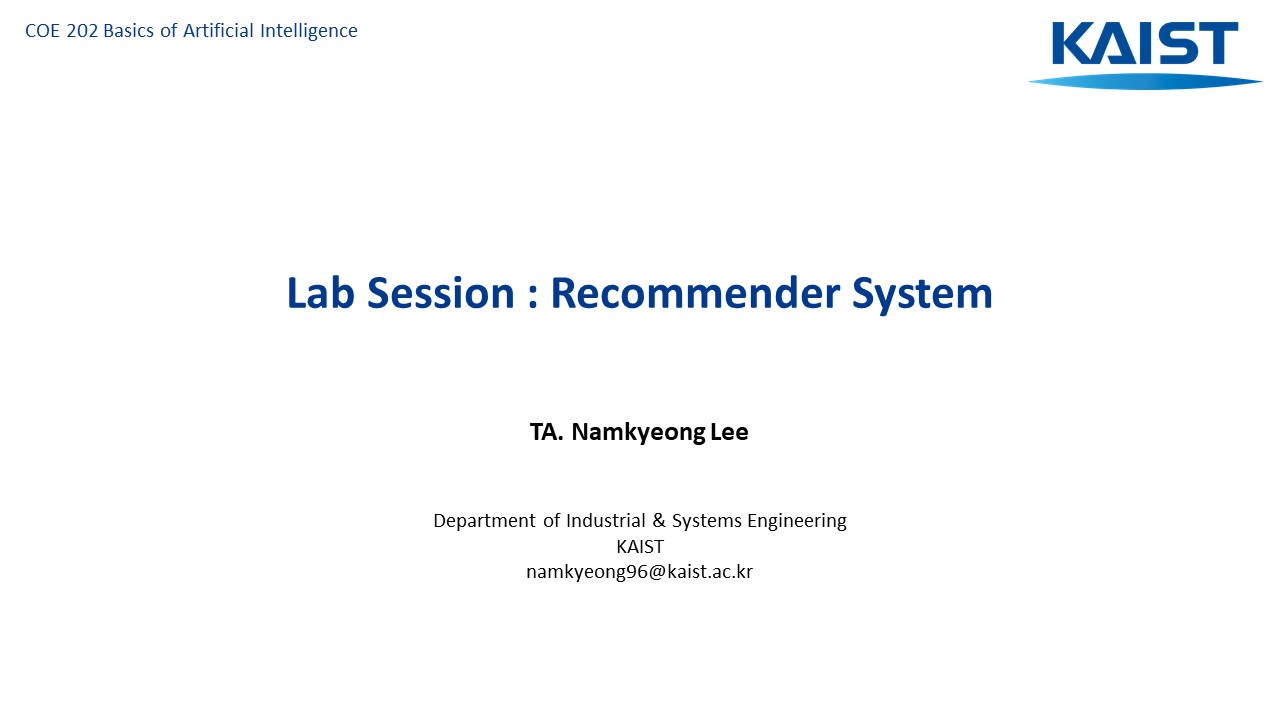 COE 202 Basics of Artificial Intelligence
KAIST
Lab Session : Recommender System
TA. Namkyeong Lee
Department of Industrial & Systems Engineering
KAIST
namkyeong96@kaist.ac.kr